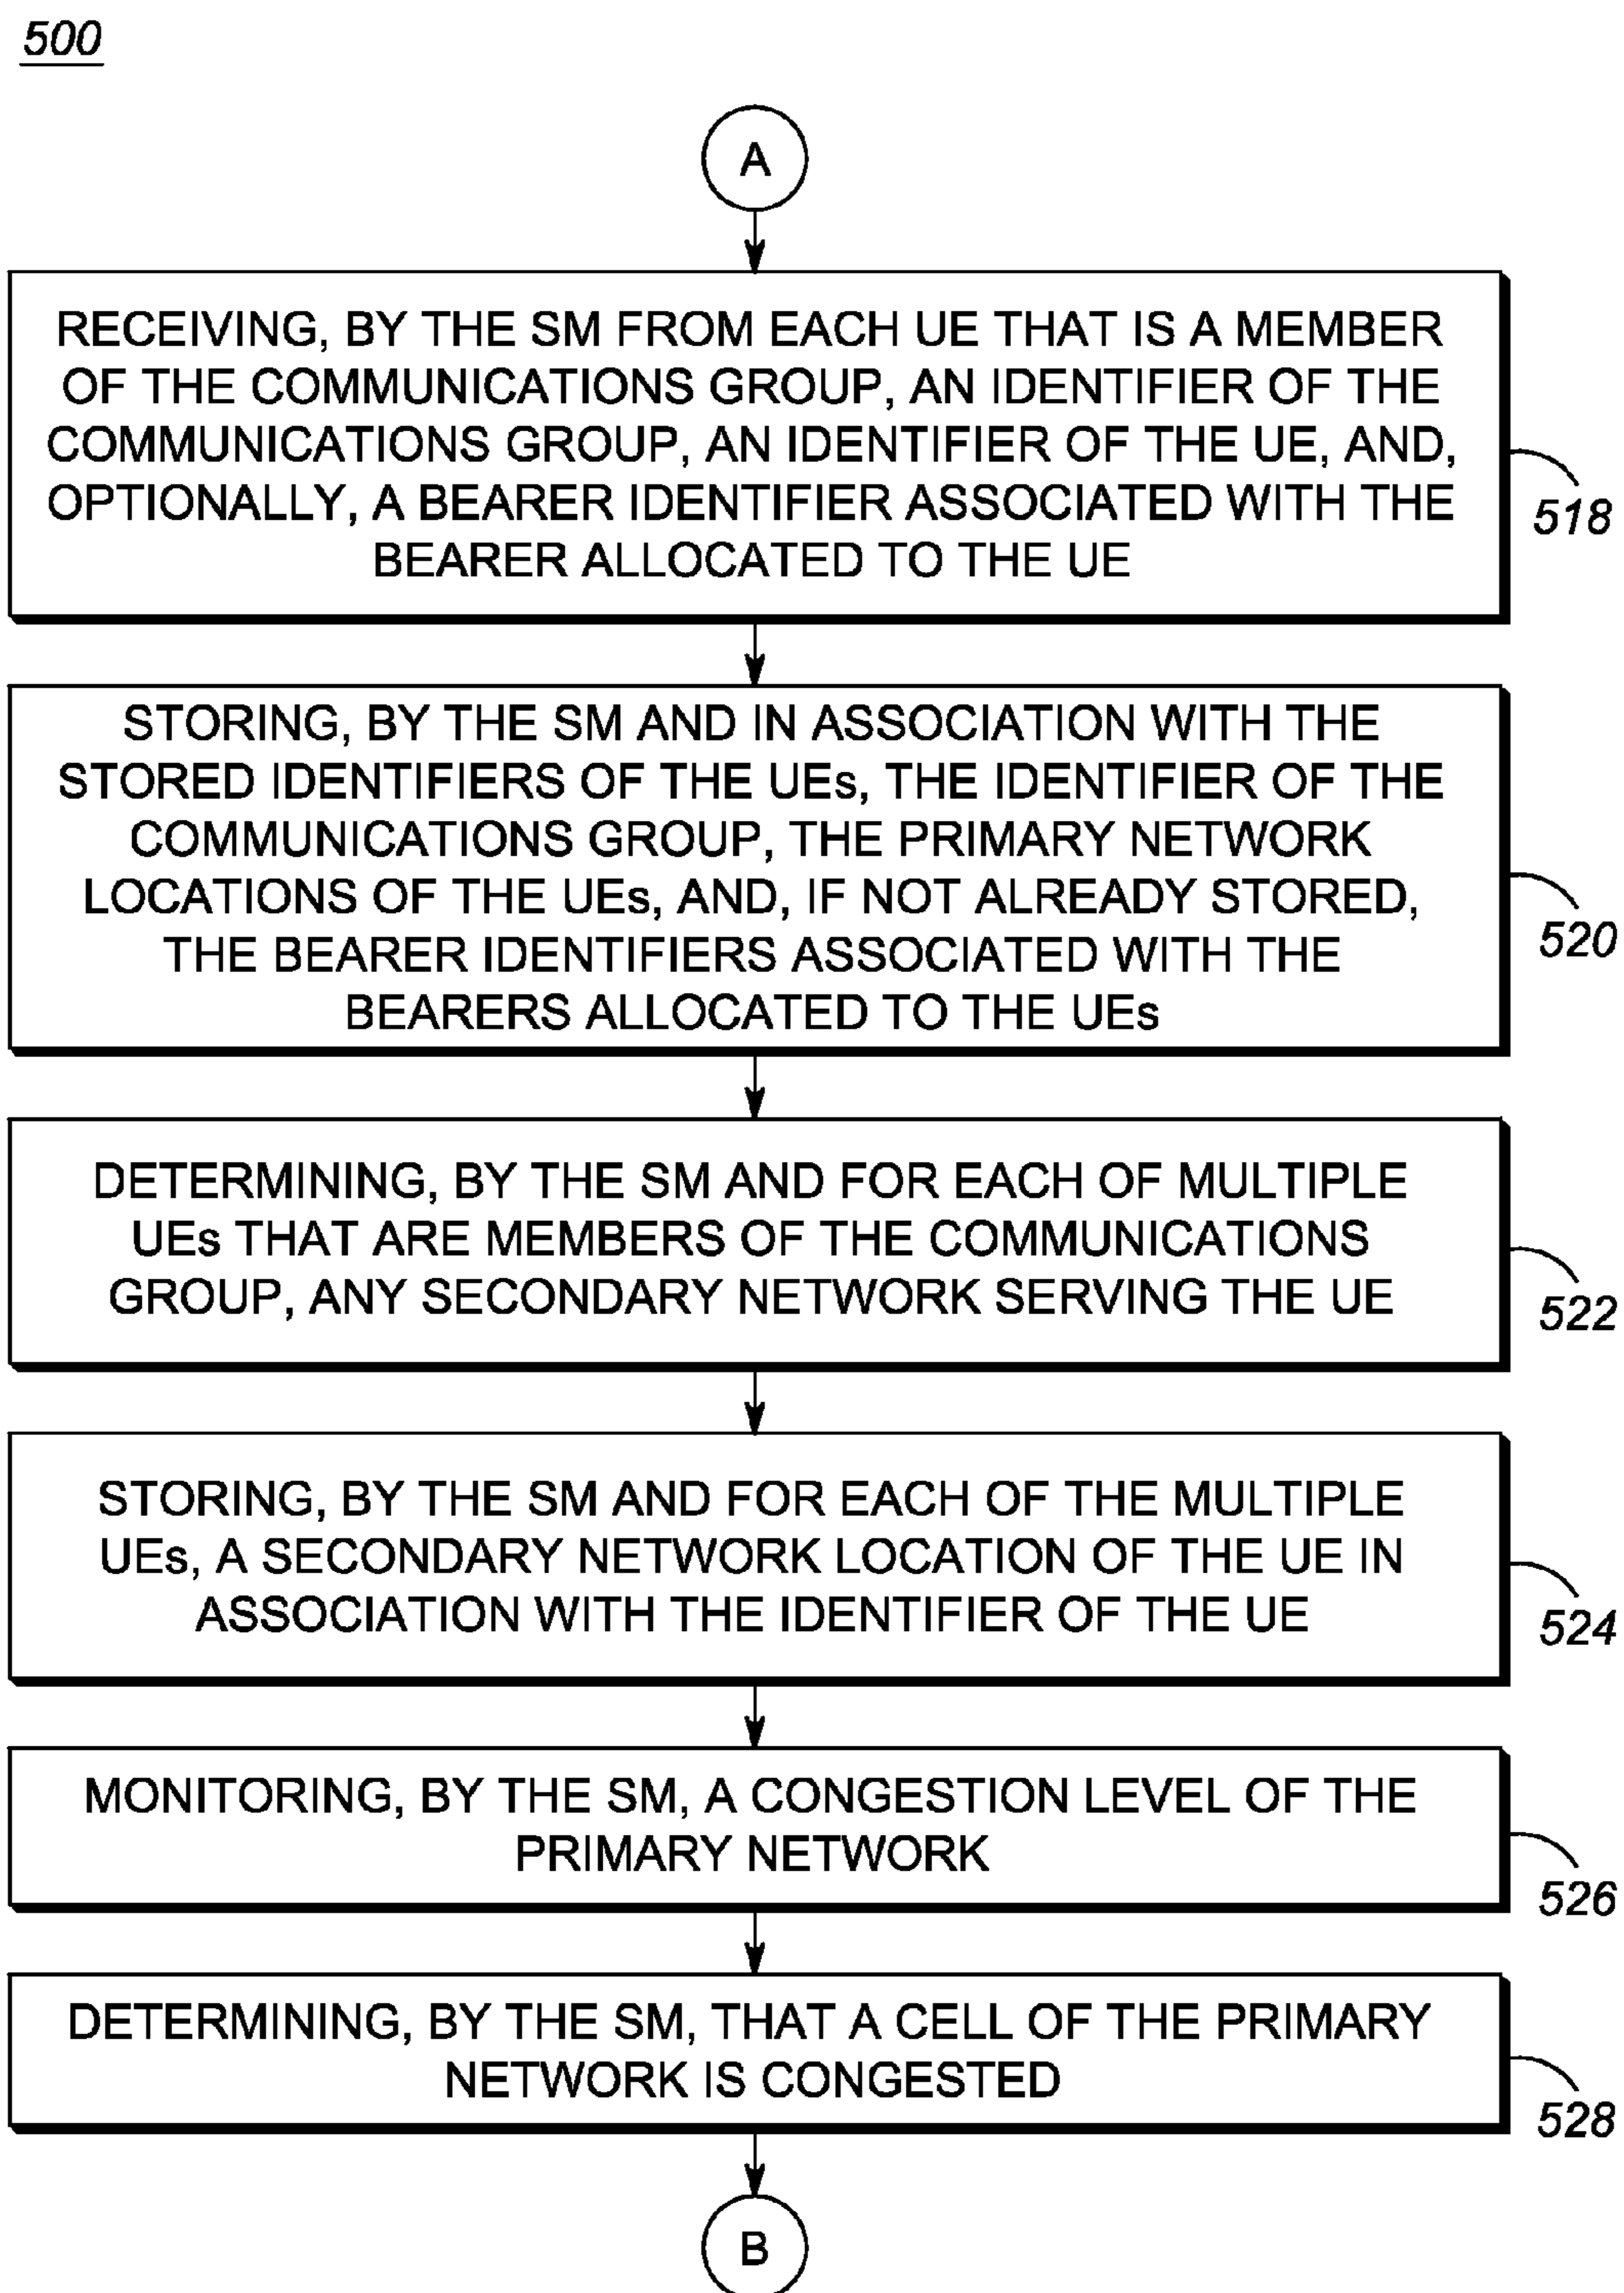 500
A
RECEIVING, BY THE SM FROM EACH UE THAT IS A MEMBER
OF THE COMMUNICATIONS GROUP, AN IDENTIFIER OF THE
COMMUNICATIONS GROUP, AN IDENTIFIER OF THE UE, AND,
OPTIONALLY, A BEARER IDENTIFIER ASSOCIATED WITH THE
BEARER ALLOCATED TO THE UE
518
STORING, BY THE SM AND IN ASSOCIATION WITH THE
STORED IDENTIFIERS OF THE UEs, THE IDENTIFIER OF THE
COMMUNICATIONS GROUP, THE PRIMARY NETWORK
LOCATIONS OF THE UEs, AND, IF NOT ALREADY STORED,
THE BEARER IDENTIFIERS ASSOCIATED WITH THE
BEARERS ALLOCATED TO THE UEs
520
DETERMINING, BY THE SM AND FOR EACH OF MULTIPLE
UEs THAT ARE MEMBERS OF THE COMMUNICATIONS
GROUP, ANY SECONDARY NETWORK SERVING THE UE
522
STORING, BY THE SM AND FOR EACH OF THE MULTIPLE
UEs, A SECONDARY NETWORK LOCATION OF THE UE IN
ASSOCIATION WITH THE IDENTIFIER OF THE UE
524
MONITORING, BY THE SM, A CONGESTION LEVEL OF THE
PRIMARY NETWORK
526
DETERMINING, BY THE SM, THAT A CELL OF THE PRIMARY
NETWORK IS CONGESTED
528
B